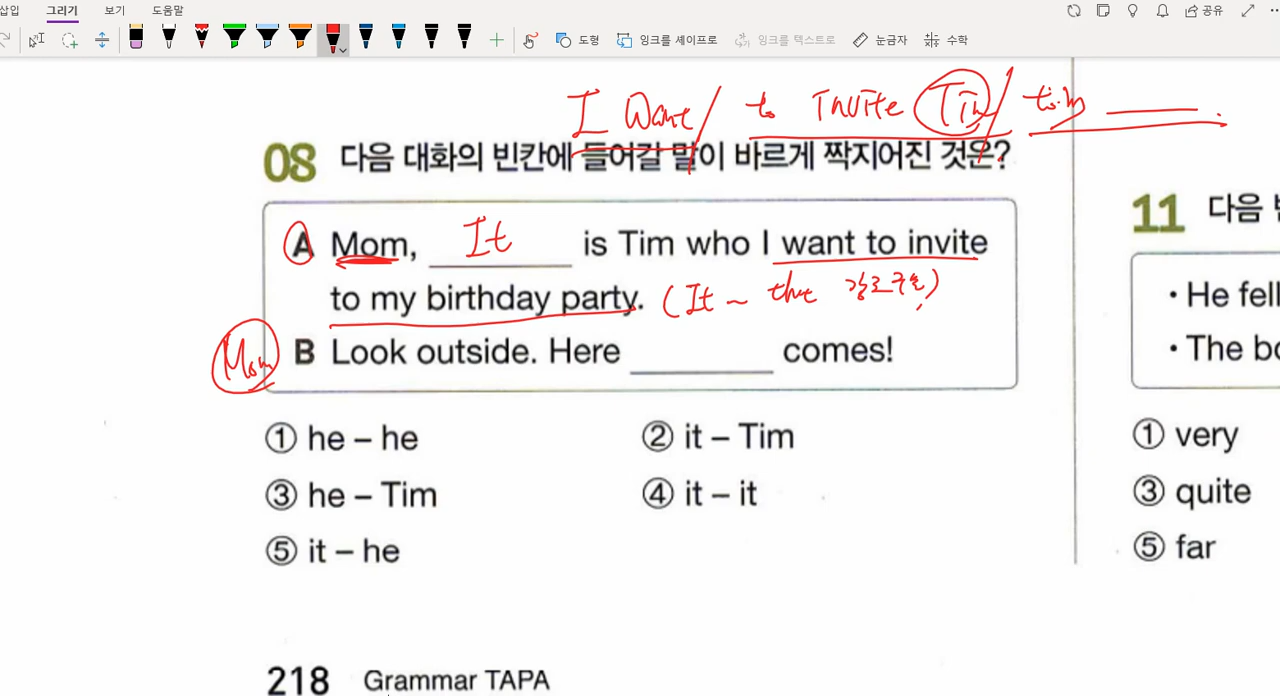 삽입 그리기 보기 도움말 공유
도형 잉크를 셰이프로 잉크를 텍스트로 눈금자 수학
I want / to invite Tim / to my ____.
08 다음 대화의 빈칸에 들어갈 말이 바르게 짝지어진 것은?
A Mom, It is Tim who I want to invite
to my birthday party. (It ~ that 강조구문)
Mom B Look outside. Here ________ comes!
① he – he ② it – Tim
③ he – Tim ④ it – it
⑤ it – he
218 Grammar TAPA
11 다음
• He fell
• The
① very
③ quite
⑤ far